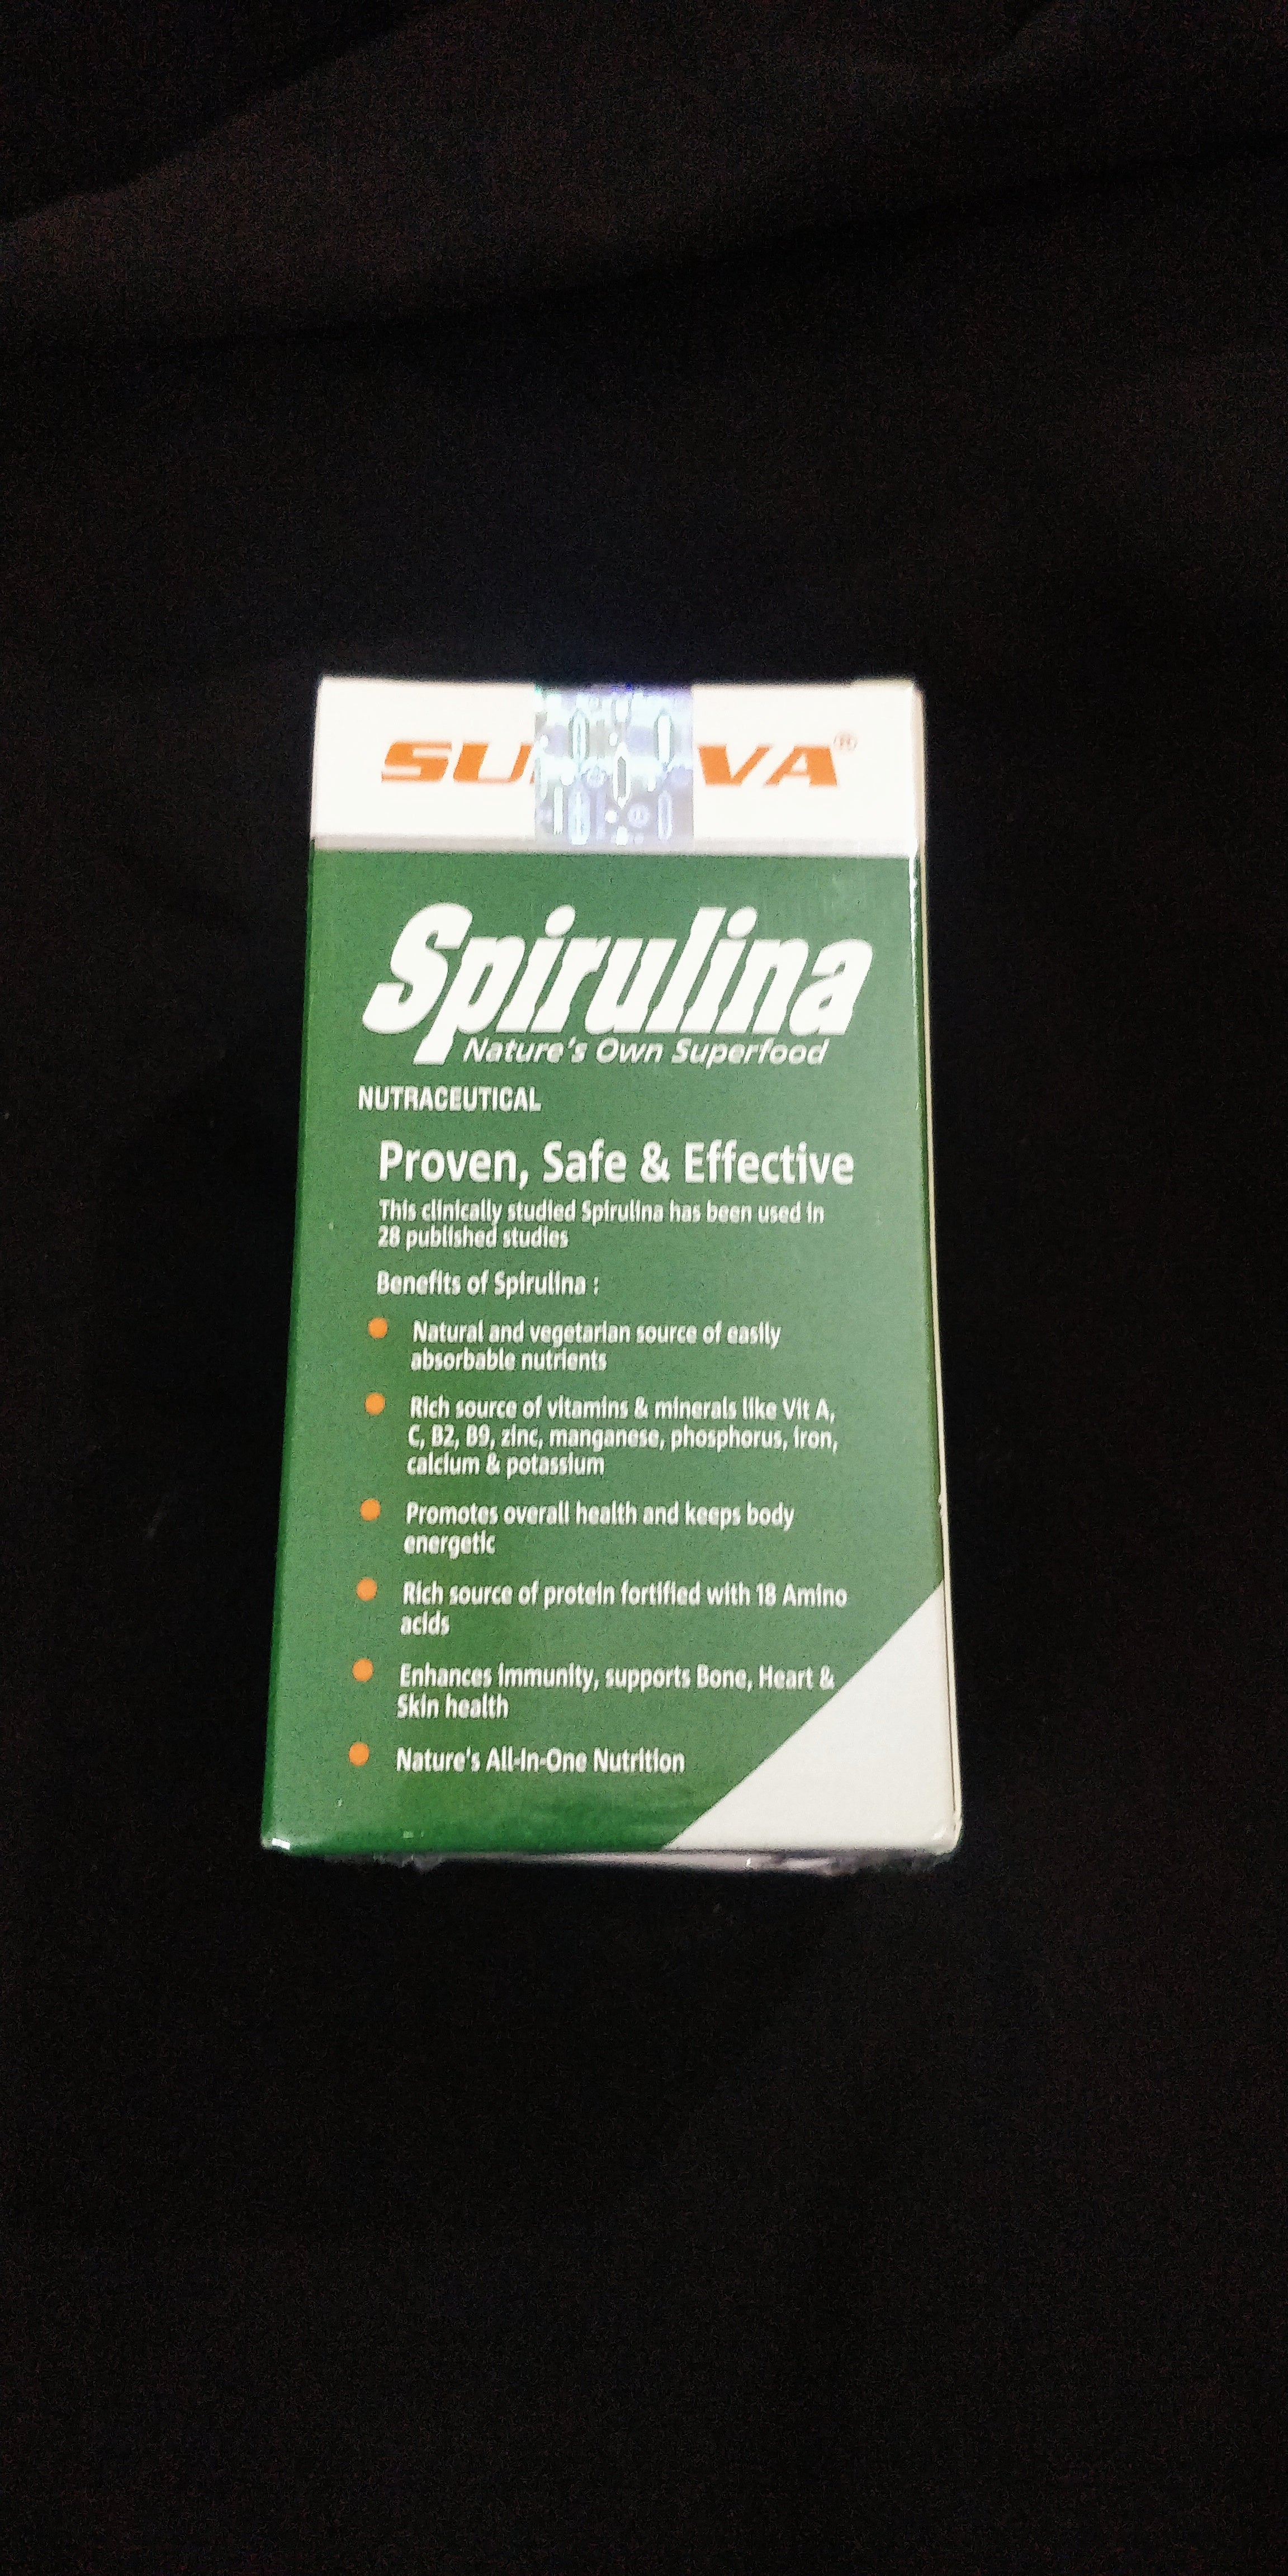 SU VA®
Spirulina
Nature's Own Superfood
NUTRACEUTICAL
Proven, Safe & Effective
This clinically studied Spirulina has been used in
28 published studies
Benefits of Spirulina :
Natural and vegetarian source of easily
absorbable nutrients
Rich source of vitamins & minerals like Vit A,
C, B2, B9, zinc, manganese, phosphorus, iron,
calcium & potassium
Promotes overall health and keeps body
energetic
Rich source of protein fortified with 18 Amino
acids
Enhances immunity, supports Bone, Heart &
Skin health
Nature's All-In-One Nutrition